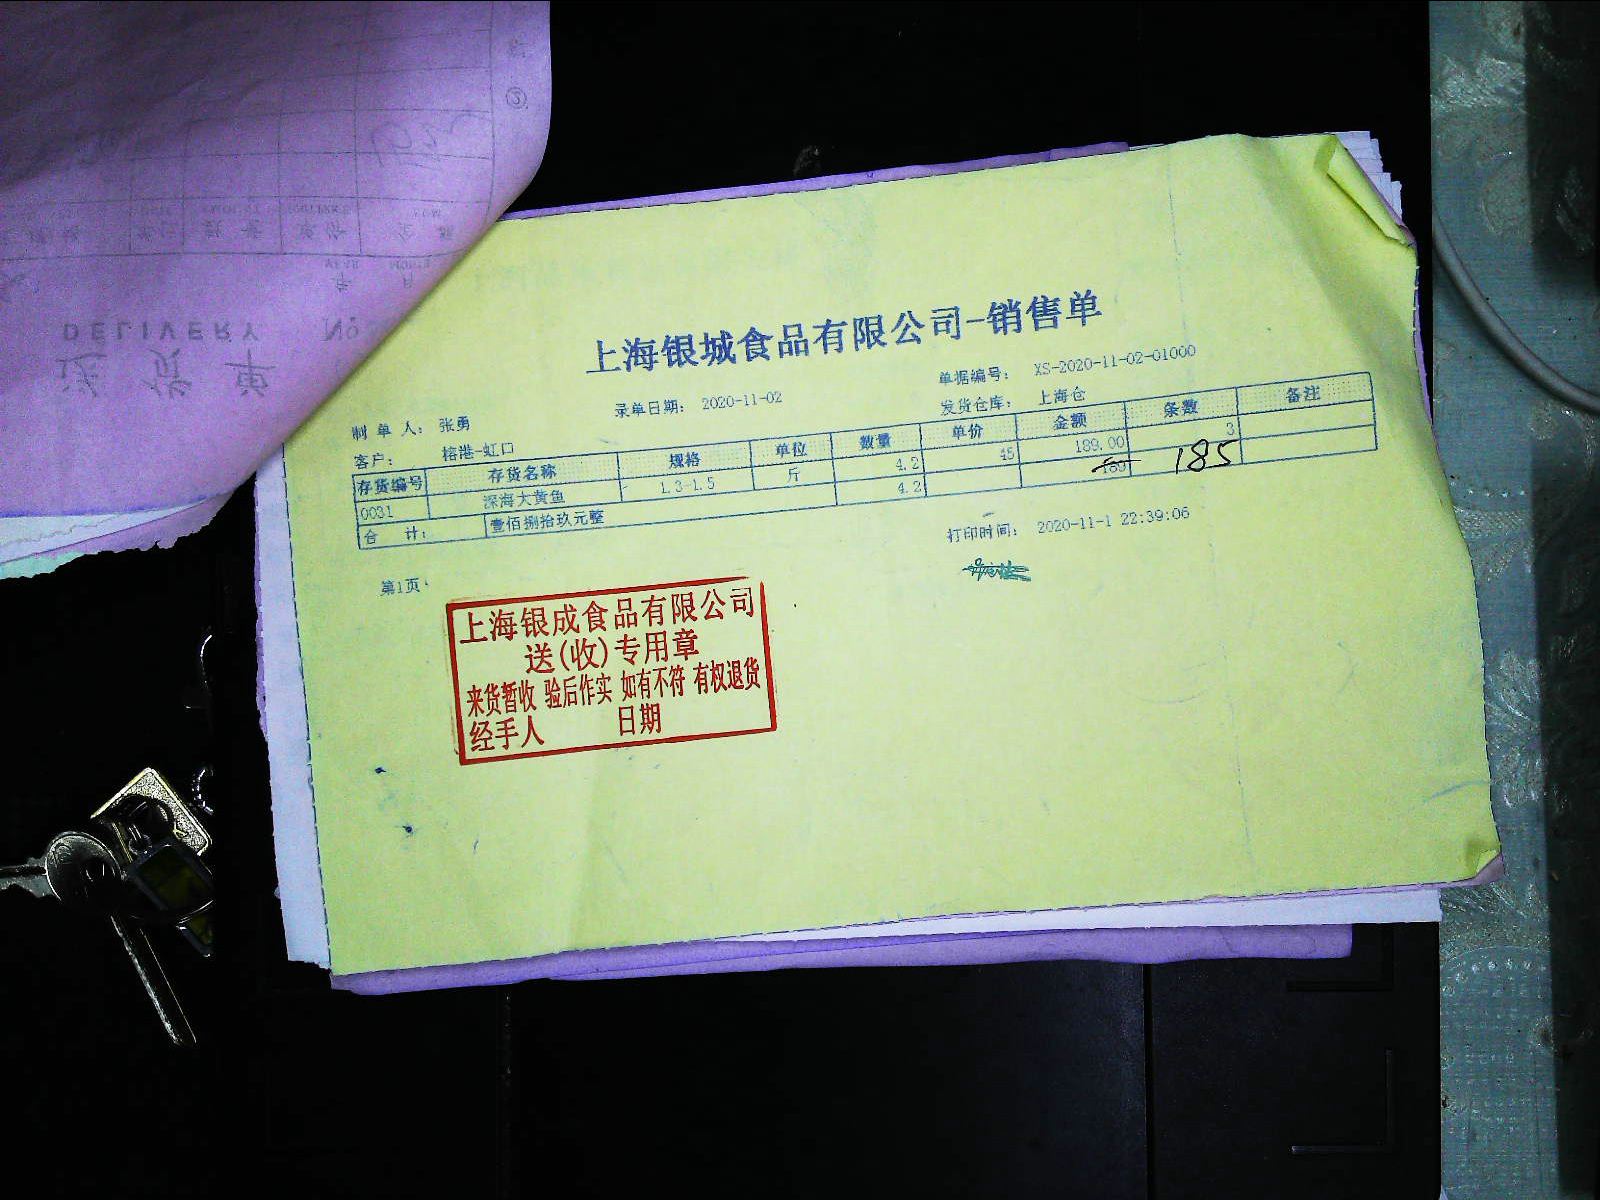 上海银城食品有限公司-销售单
制 单 人： 张勇 录单日期： 2020-11-02 单据编号： XS-2020-11-02-01000
客户： 榕港-虹口 发货仓库： 上海仓
存货编号 存货名称 规格 单位 数量 单价 金额 条数 备注
0031 深海大黄鱼 1.3-1.5 斤 4.2 45 189.00 3
合 计： 壹佰捌拾玖元整 4.2 189 185
打印时间： 2020-11-1 22:39:06
第1页
上海银成食品有限公司
送(收)专用章
来货暂收 验后作实 如有不符 有权退货
经手人 日期
DELIVERY
送 货 单
№